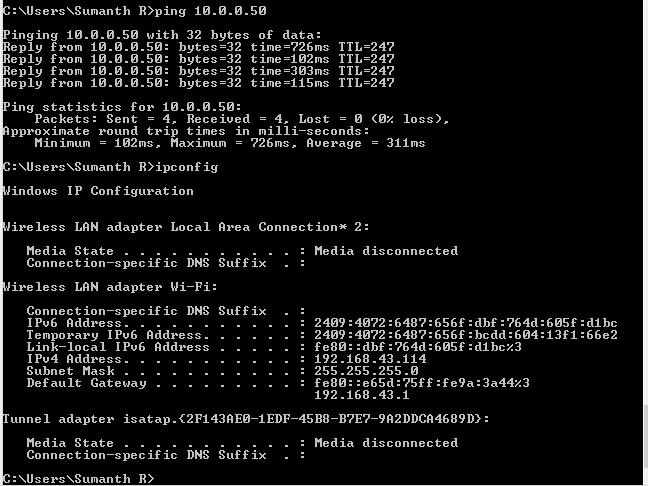 C:\Users\Sumanth R>ping 10.0.0.50
Pinging 10.0.0.50 with 32 bytes of data:
Reply from 10.0.0.50: bytes=32 time=726ms TTL=247
Reply from 10.0.0.50: bytes=32 time=102ms TTL=247
Reply from 10.0.0.50: bytes=32 time=303ms TTL=247
Reply from 10.0.0.50: bytes=32 time=115ms TTL=247
Ping statistics for 10.0.0.50:
Packets: Sent = 4, Received = 4, Lost = 0 (0% loss),
Approximate round trip times in milli-seconds:
Minimum = 102ms, Maximum = 726ms, Average = 311ms
C:\Users\Sumanth R>ipconfig
Windows IP Configuration
Wireless LAN adapter Local Area Connection* 2:
Media State . . . . . . . . . . . : Media disconnected
Connection-specific DNS Suffix  . :
Wireless LAN adapter Wi-Fi:
Connection-specific DNS Suffix  . :
IPv6 Address. . . . . . . . . . . : 2409:4072:6487:656f:dbf:764d:605f:d1bc
Temporary IPv6 Address. . . . . . : 2409:4072:6487:656f:bcdd:604:13f1:66e2
Link-local IPv6 Address . . . . . : fe80::dbf:764d:605f:d1bc%3
IPv4 Address. . . . . . . . . . . : 192.168.43.114
Subnet Mask . . . . . . . . . . . : 255.255.255.0
Default Gateway . . . . . . . . . : fe80::e65d:75ff:fe9a:3a44%3
192.168.43.1
Tunnel adapter isatap.{2F143AE0-1EDF-45B8-B7E7-9A2DDCA4689D}:
Media State . . . . . . . . . . . : Media disconnected
Connection-specific DNS Suffix  . :
C:\Users\Sumanth R>